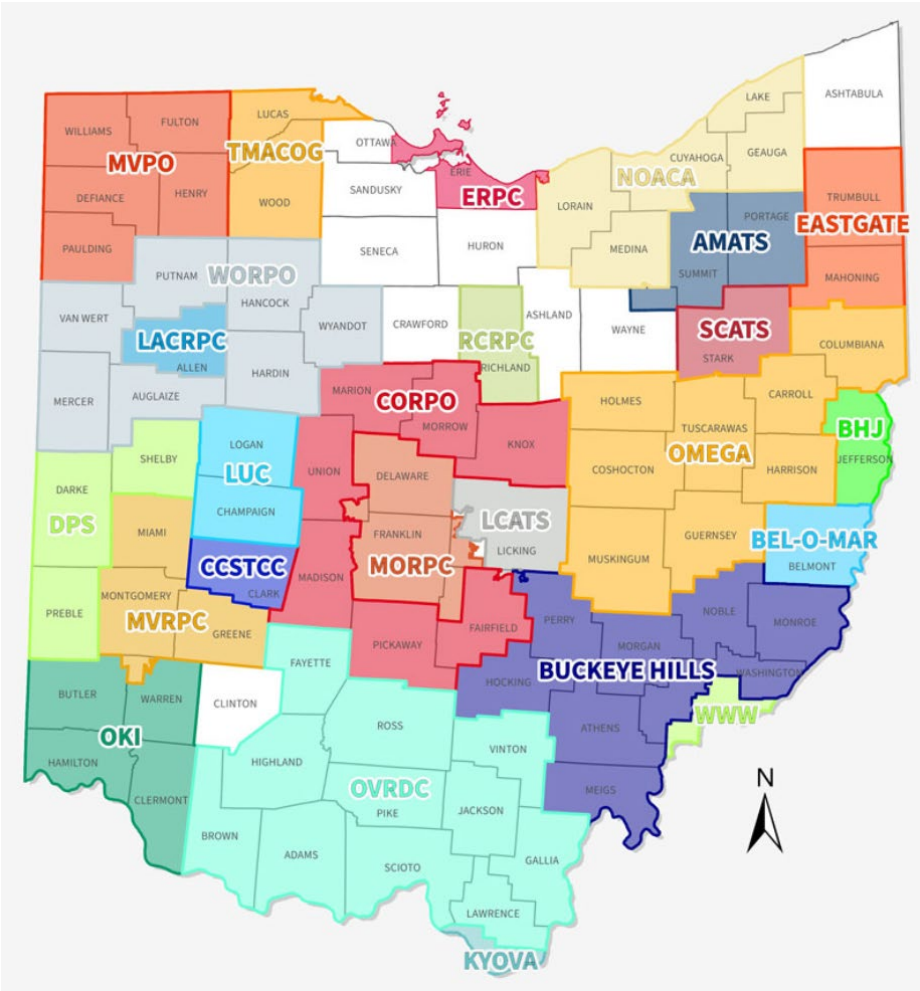 ASHTABULA
LAKE
GEAUGA
CUYAHOGA
NOACA
LORAIN
MEDINA
WILLIAMS
FULTON
MVPO
DEFIANCE
HENRY
PAULDING
LUCAS
TMACOG
WOOD
OTTAWA
SANDUSKY
ERIE
ERPC
SENECA
HURON
TRUMBULL
EASTGATE
MAHONING
PORTAGE
AMATS
SUMMIT
PUTNAM
WORPO
HANCOCK
VAN WERT
WYANDOT
LACRPC
ALLEN
HARDIN
MERCER
AUGLAIZE
CRAWFORD
RCRPC
RICHLAND
ASHLAND
WAYNE
SCATS
STARK
COLUMBIANA
MARION
CORPO
MORROW
KNOX
UNION
MADISON
PICKAWAY
FAIRFIELD
HOLMES
TUSCARAWAS
CARROLL
OMEGA
COSHOCTON
HARRISON
MUSKINGUM
GUERNSEY
BHJ
JEFFERSON
BEL-O-MAR
BELMONT
LOGAN
LUC
CHAMPAIGN
SHELBY
DARKE
DPS
PREBLE
MIAMI
MONTGOMERY
MVRPC
GREENE
CCSTCC
CLARK
DELAWARE
FRANKLIN
MORPC
LCATS
LICKING
PERRY
NOBLE
MONROE
MORGAN
WASHINGTON
BUCKEYE HILLS
HOCKING
ATHENS
MEIGS
WWW
BUTLER
WARREN
OKI
HAMILTON
CLERMONT
CLINTON
FAYETTE
ROSS
HIGHLAND
VINTON
OVRDC
PIKE
JACKSON
BROWN
ADAMS
SCIOTO
GALLIA
LAWRENCE
KYOVA
N